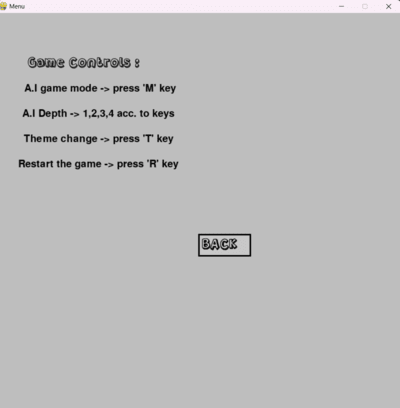 Menu
Game Controls :
A.I game mode -> press 'M' key
A.I Depth -> 1,2,3,4 acc. to keys
Theme change -> press 'T' key
Restart the game -> press 'R' key
BACK